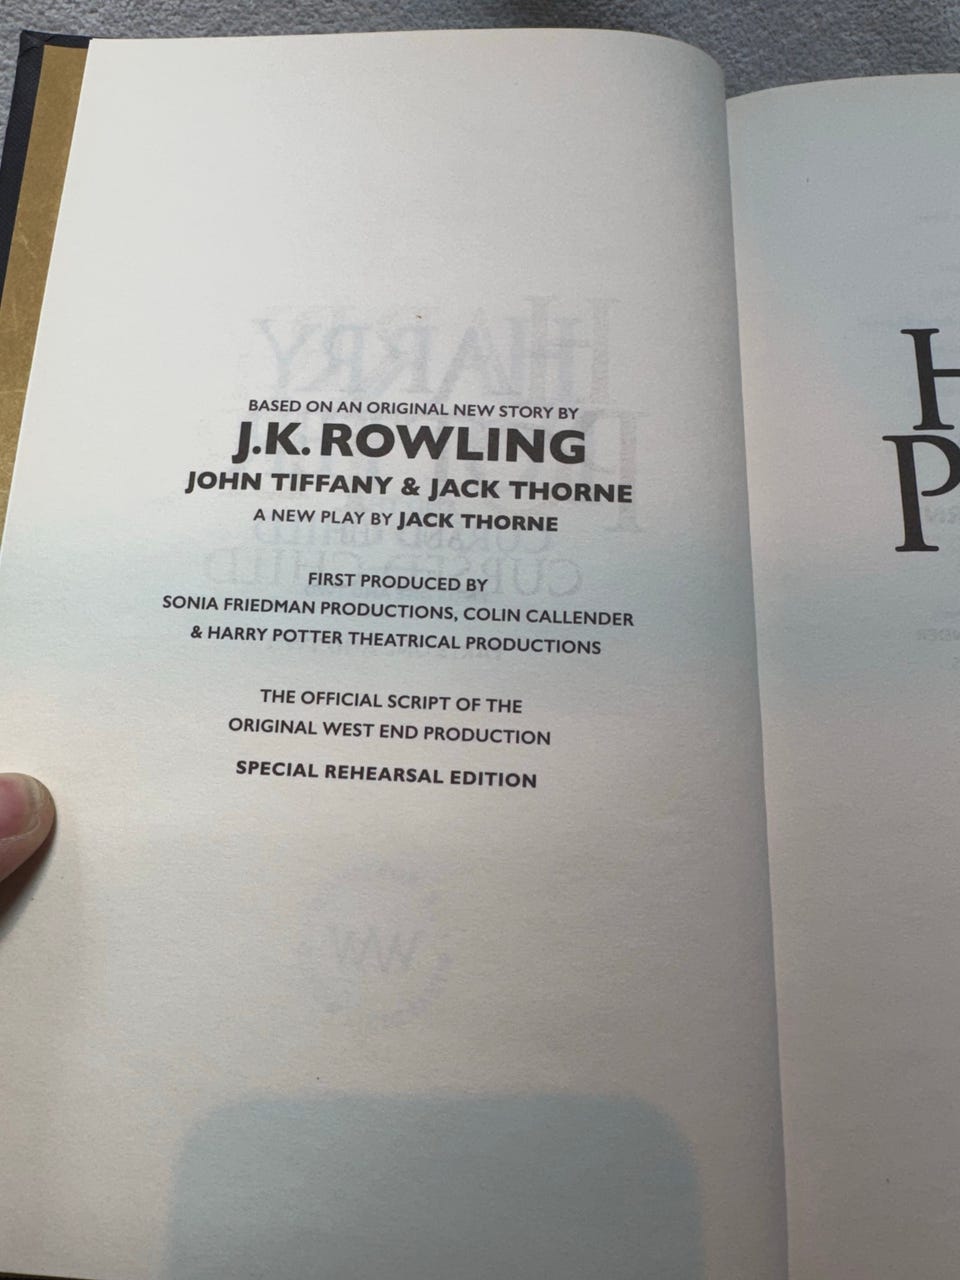 BASED ON AN ORIGINAL NEW STORY BY
J.K. ROWLING
JOHN TIFFANY & JACK THORNE
A NEW PLAY BY JACK THORNE
FIRST PRODUCED BY
SONIA FRIEDMAN PRODUCTIONS, COLIN CALLENDER
& HARRY POTTER THEATRICAL PRODUCTIONS
THE OFFICIAL SCRIPT OF THE
ORIGINAL WEST END PRODUCTION
SPECIAL REHEARSAL EDITION
H
P